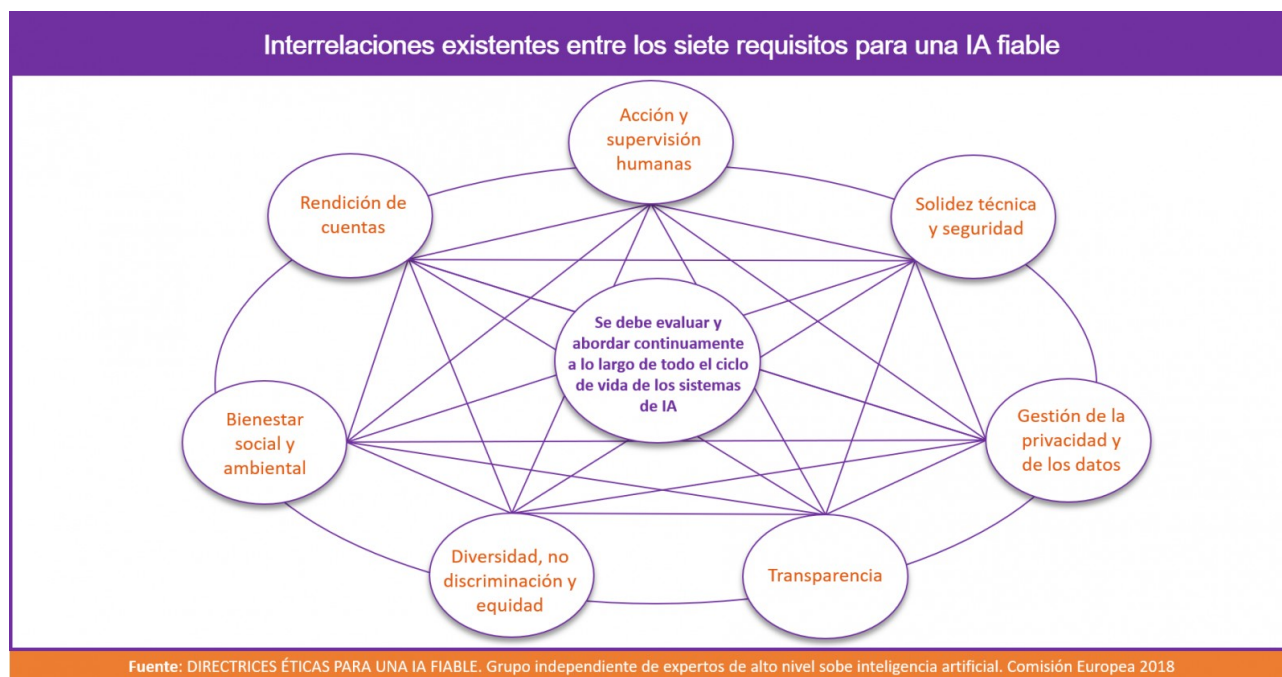 Interrelaciones existentes entre los siete requisitos para una IA fiable
Acción y
supervisión
humanas
Rendición de
cuentas
Solidez técnica
y seguridad
Se debe evaluar y
abordar continuamente
a lo largo de todo el ciclo
de vida de los sistemas
de IA
Bienestar
social y
ambiental
Gestión de la
privacidad y
de los datos
Diversidad, no
discriminación y
equidad
Transparencia
Fuente: DIRECTRICES ÉTICAS PARA UNA IA FIABLE. Grupo independiente de expertos de alto nivel sobe inteligencia artificial. Comisión Europea 2018